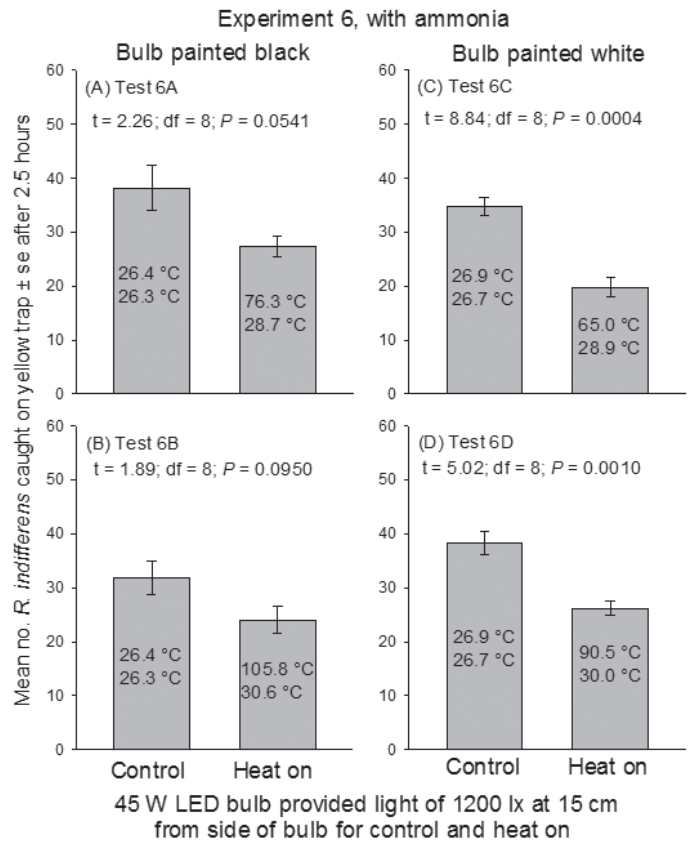 Experiment 6, with ammonia
Bulb painted black
Bulb painted white
Mean no. R. indifferens caught on yellow trap ± se after 2.5 hours
60
50
40
30
20
10
0
(A) Test 6A
t = 2.26; df = 8; P = 0.0541
26.4 °C
26.3 °C
76.3 °C
28.7 °C
60
50
40
30
20
10
0
(C) Test 6C
t = 8.84; df = 8; P = 0.0004
26.9 °C
26.7 °C
65.0 °C
28.9 °C
60
50
40
30
20
10
0
(B) Test 6B
t = 1.89; df = 8; P = 0.0950
26.4 °C
26.3 °C
105.8 °C
30.6 °C
Control
Heat on
60
50
40
30
20
10
0
(D) Test 6D
t = 5.02; df = 8; P = 0.0010
26.9 °C
26.7 °C
90.5 °C
30.0 °C
Control
Heat on
45 W LED bulb provided light of 1200 lx at 15 cm
from side of bulb for control and heat on